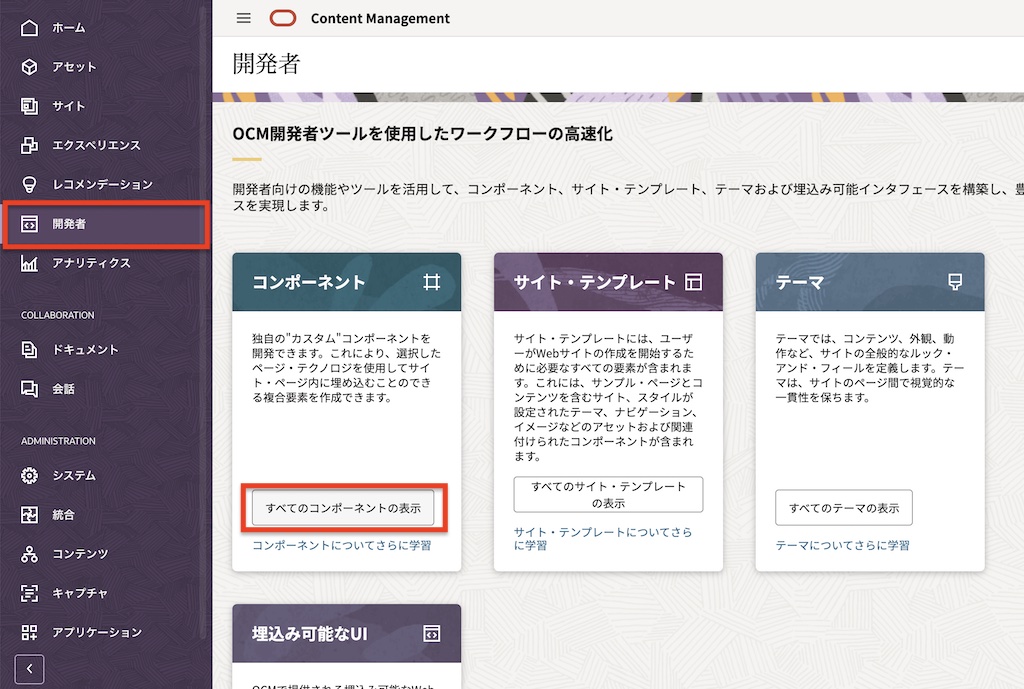 ホーム
アセット
サイト
エクスペリエンス
レコメンデーション
開発者
アナリティクス
COLLABORATION
ドキュメント
会話
ADMINISTRATION
システム
統合
コンテンツ
キャプチャ
アプリケーション
Content Management
開発者
OCM開発者ツールを使用したワークフローの高速化
開発者向けの機能やツールを活用して、コンポーネント、サイト・テンプレート、テーマおよび埋込み可能インタフェースを構築し、豊
スを実現します。
コンポーネント
独自の"カスタム"コンポーネントを
開発できます。これにより、選択した
ページ・テクノロジを使用してサイ
ト・ページ内に埋め込むことのでき
る複合要素を作成できます。
すべてのコンポーネントの表示
コンポーネントについてさらに学習
サイト・テンプレート
サイト・テンプレートには、ユーザ
ーがWebサイトの作成を開始するた
めに必要なすべての要素が含まれま
す。これには、サンプル・ページとコ
ンテンツを含むサイト、スタイルが
設定されたテーマ、ナビゲーション、
イメージなどのアセットおよび関連
付けられたコンポーネントが含まれ
ます。
すべてのサイト・テンプレート
の表示
サイト・テンプレートについてさら
に学習
テーマ
テーマでは、コンテンツ、外観、動
作など、サイトの全般的なルック・
アンド・フィールを定義します。テー
マは、サイトのページ間で視覚的な
一貫性を保ちます。
すべてのテーマの表示
テーマについてさらに学習
埋込み可能なUI
OCMで提供される埋込み可能なWeb